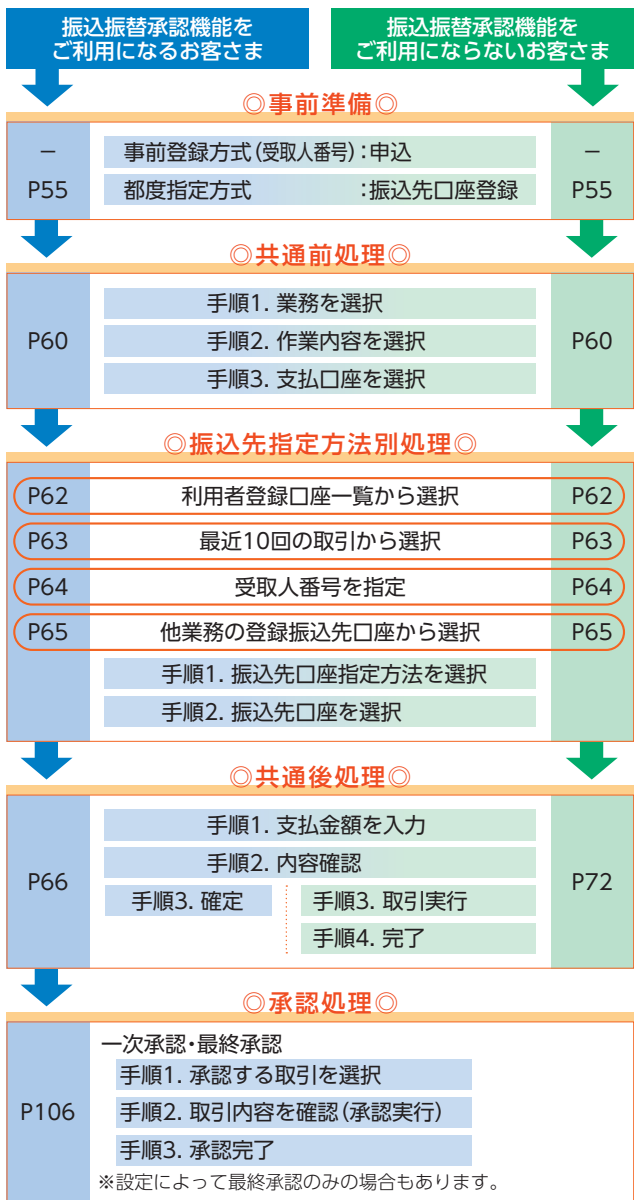 振込振替承認機能を
ご利用になるお客さま
振込振替承認機能を
ご利用にならないお客さま
◎事前準備◎
－ 事前登録方式(受取人番号):申込 －
P55 都度指定方式 :振込先口座登録 P55
◎共通前処理◎
手順1. 業務を選択
P60 手順2. 作業内容を選択 P60
手順3. 支払口座を選択
◎振込先指定方法別処理◎
P62 利用者登録口座一覧から選択 P62
P63 最近10回の取引から選択 P63
P64 受取人番号を指定 P64
P65 他業務の登録振込先口座から選択 P65
手順1. 振込先口座指定方法を選択
手順2. 振込先口座を選択
◎共通後処理◎
手順1. 支払金額を入力
手順2. 内容確認
P66 手順3. 確定 手順3. 取引実行 P72
手順4. 完了
◎承認処理◎
一次承認・最終承認
手順1. 承認する取引を選択
P106 手順2. 取引内容を確認(承認実行)
手順3. 承認完了
※設定によって最終承認のみの場合もあります。